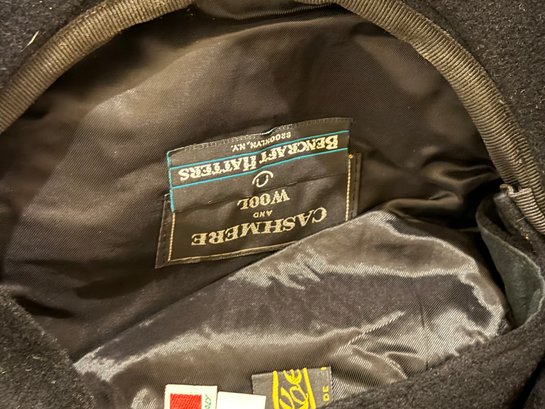 BENCRAFT HATTERS
BROOKLYN, N.Y.
CASHMERE
AND
WOOL